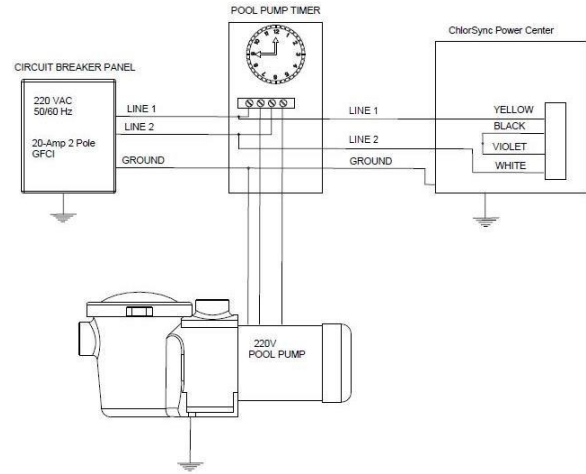 POOL PUMP TIMER
ChlorSync Power Center
CIRCUIT BREAKER PANEL
220 VAC
50/60 Hz
20-Amp 2 Pole
GFCI
LINE 1
LINE 2
GROUND
LINE 1
LINE 2
GROUND
YELLOW
BLACK
VIOLET
WHITE
220V
POOL PUMP